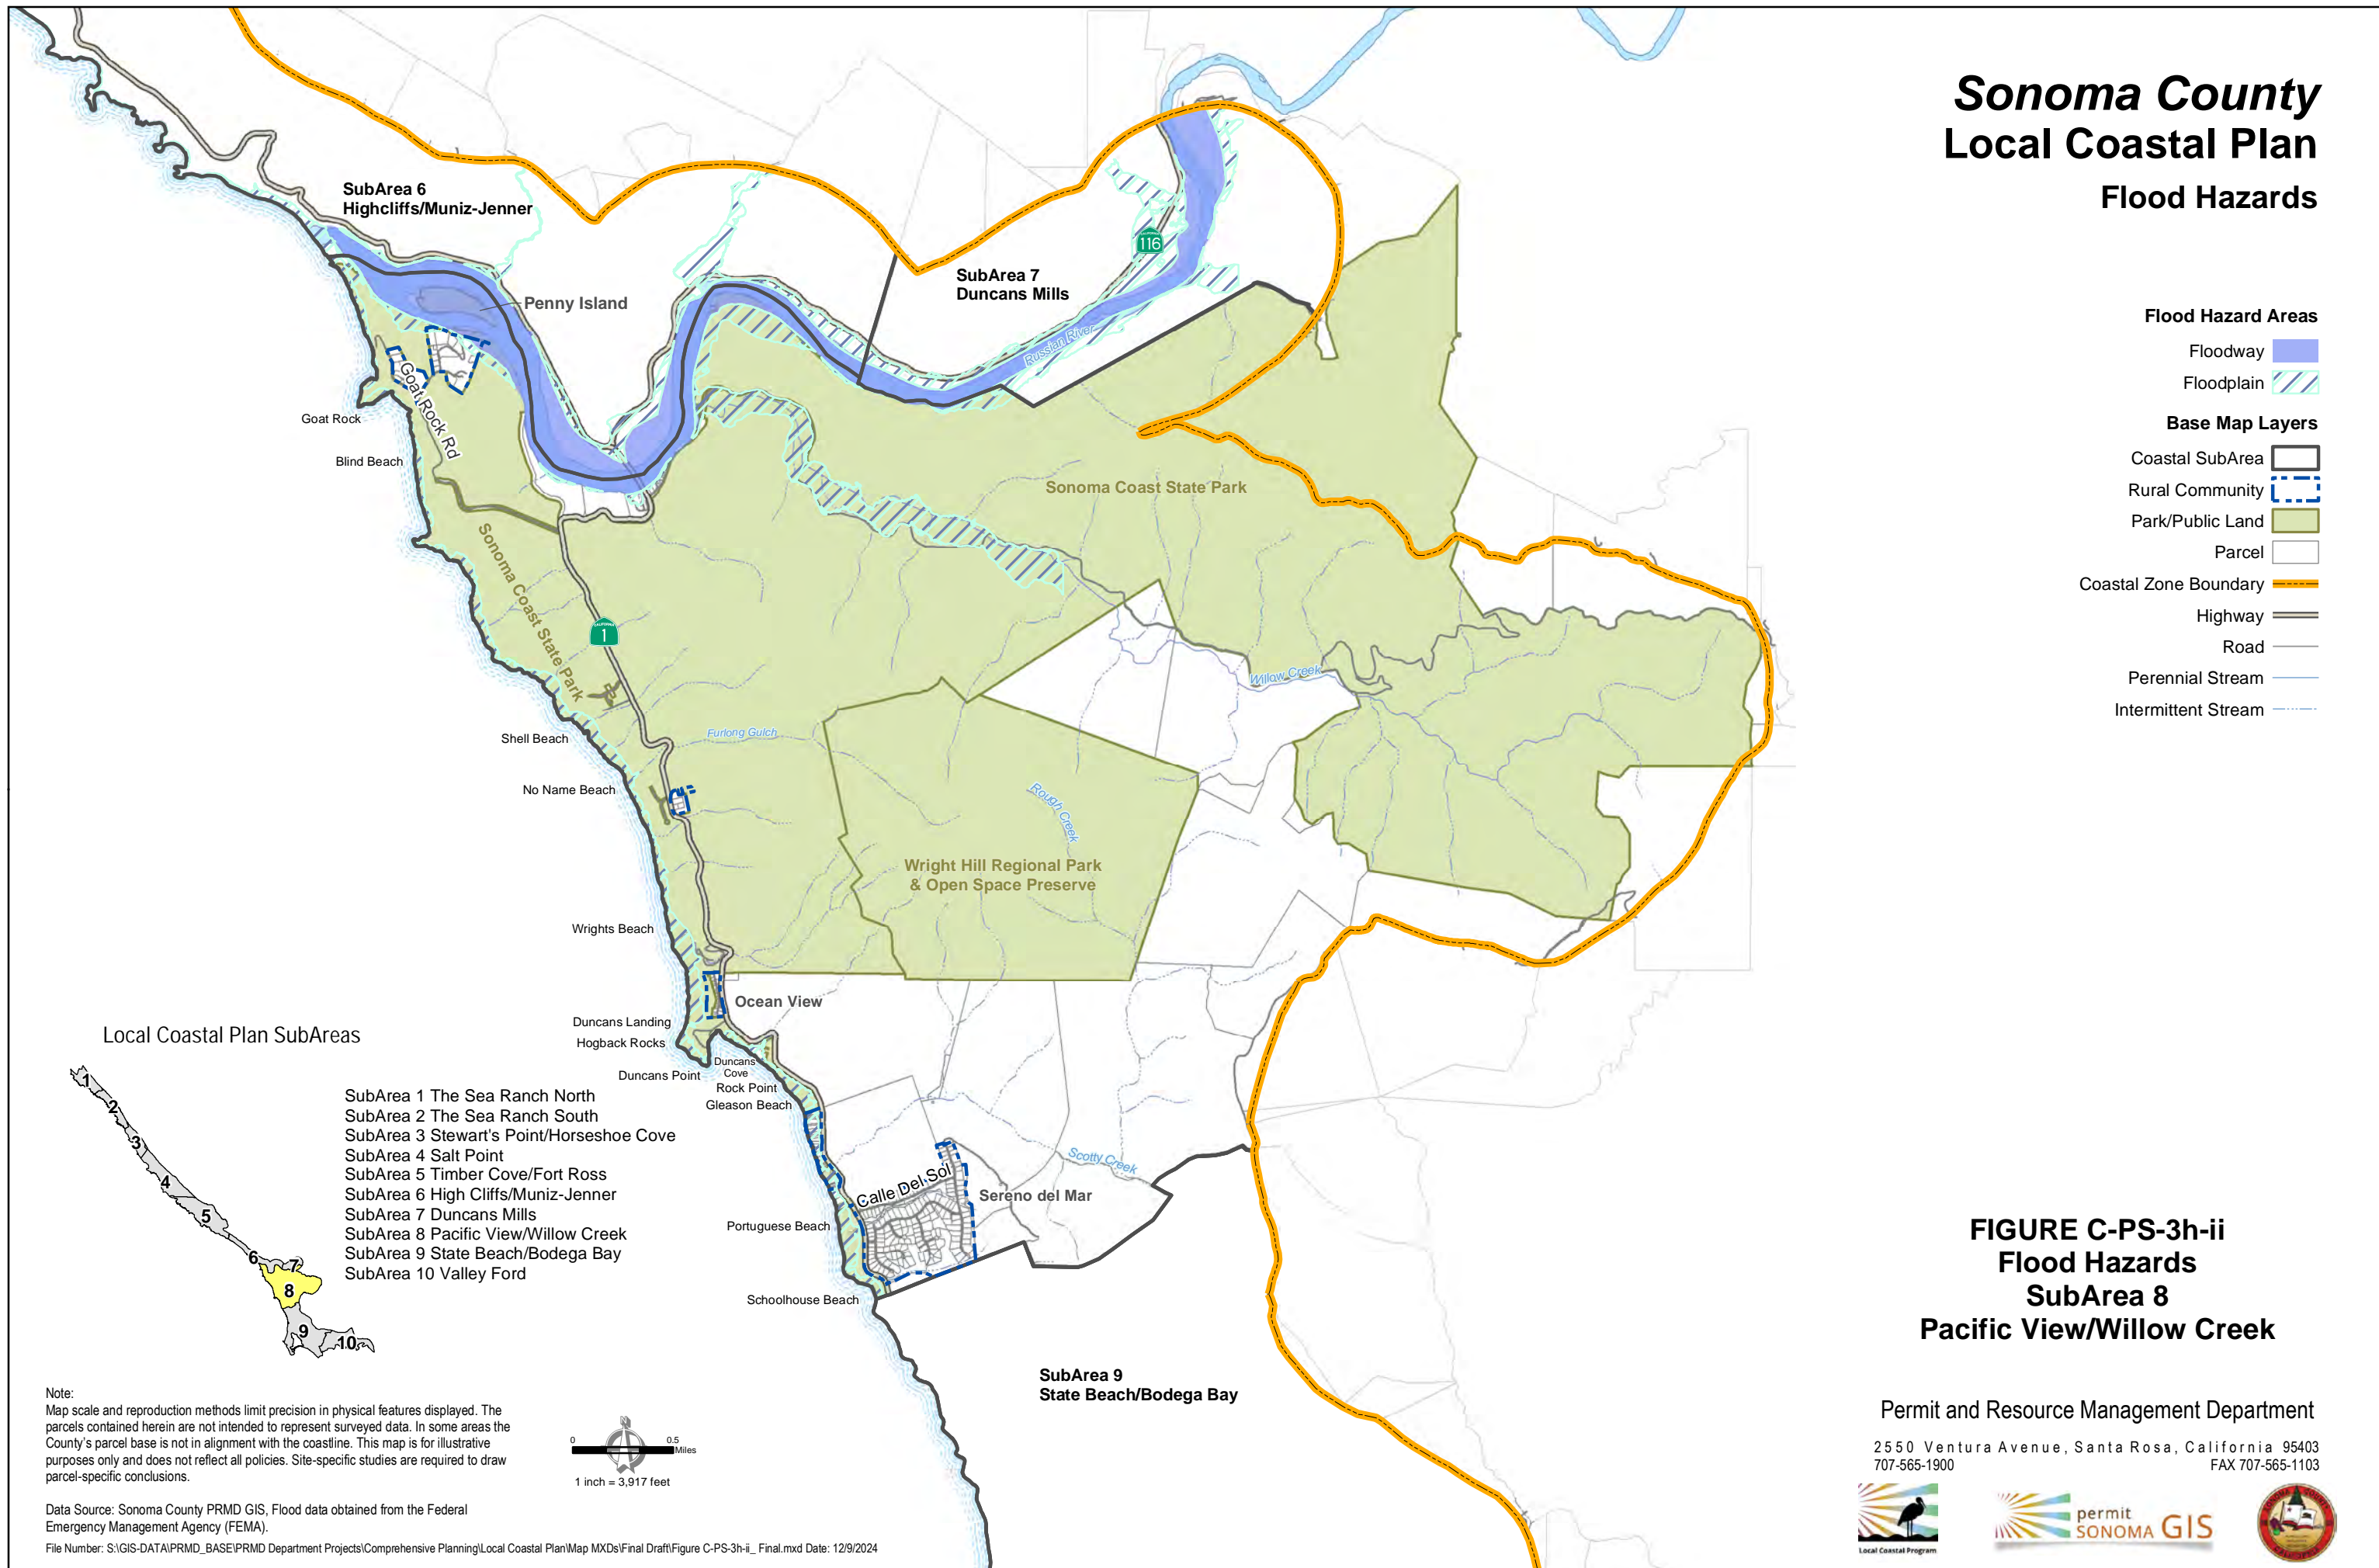 Sonoma County
Local Coastal Plan
Flood Hazards
Flood Hazard Areas
Floodway
Floodplain
Base Map Layers
Coastal SubArea
Rural Community
Park/Public Land
Parcel
Coastal Zone Boundary
Highway
Road
Perennial Stream
Intermittent Stream
SubArea 6
Highcliffs/Muniz-Jenner
Penny Island
SubArea 7
Duncans Mills
CALIFORNIA
116
Russian River
Goat Rock Rd
Goat Rock
Blind Beach
Sonoma Coast State Park
Sonoma Coast State Park
CALIFORNIA
1
Willow Creek
Shell Beach
Furlong Gulch
No Name Beach
Rough Creek
Wright Hill Regional Park
& Open Space Preserve
Wrights Beach
Ocean View
Duncans Landing
Hogback Rocks
Duncans Point
Duncans
Cove
Rock Point
Gleason Beach
Scotty Creek
Calle Del Sol
Sereno del Mar
Portuguese Beach
Schoolhouse Beach
SubArea 9
State Beach/Bodega Bay
Local Coastal Plan SubAreas
1
2
3
4
5
6
7
8
9
10
SubArea 1 The Sea Ranch North
SubArea 2 The Sea Ranch South
SubArea 3 Stewart's Point/Horseshoe Cove
SubArea 4 Salt Point
SubArea 5 Timber Cove/Fort Ross
SubArea 6 High Cliffs/Muniz-Jenner
SubArea 7 Duncans Mills
SubArea 8 Pacific View/Willow Creek
SubArea 9 State Beach/Bodega Bay
SubArea 10 Valley Ford
Note:
Map scale and reproduction methods limit precision in physical features displayed. The
parcels contained herein are not intended to represent surveyed data. In some areas the
County's parcel base is not in alignment with the coastline. This map is for illustrative
purposes only and does not reflect all policies. Site-specific studies are required to draw
parcel-specific conclusions.
Data Source: Sonoma County PRMD GIS, Flood data obtained from the Federal
Emergency Management Agency (FEMA).
File Number: S:\GIS-DATA\PRMD_BASE\PRMD Department Projects\Comprehensive Planning\Local Coastal Plan\Map MXDs\Final Draft\Figure C-PS-3h-ii_ Final.mxd Date: 12/9/2024
0 0.5
Miles
1 inch = 3,917 feet
FIGURE C-PS-3h-ii
Flood Hazards
SubArea 8
Pacific View/Willow Creek
Permit and Resource Management Department
2550 Ventura Avenue, Santa Rosa, California 95403
707-565-1900 FAX 707-565-1103
Local Coastal Program
permit
SONOMA GIS